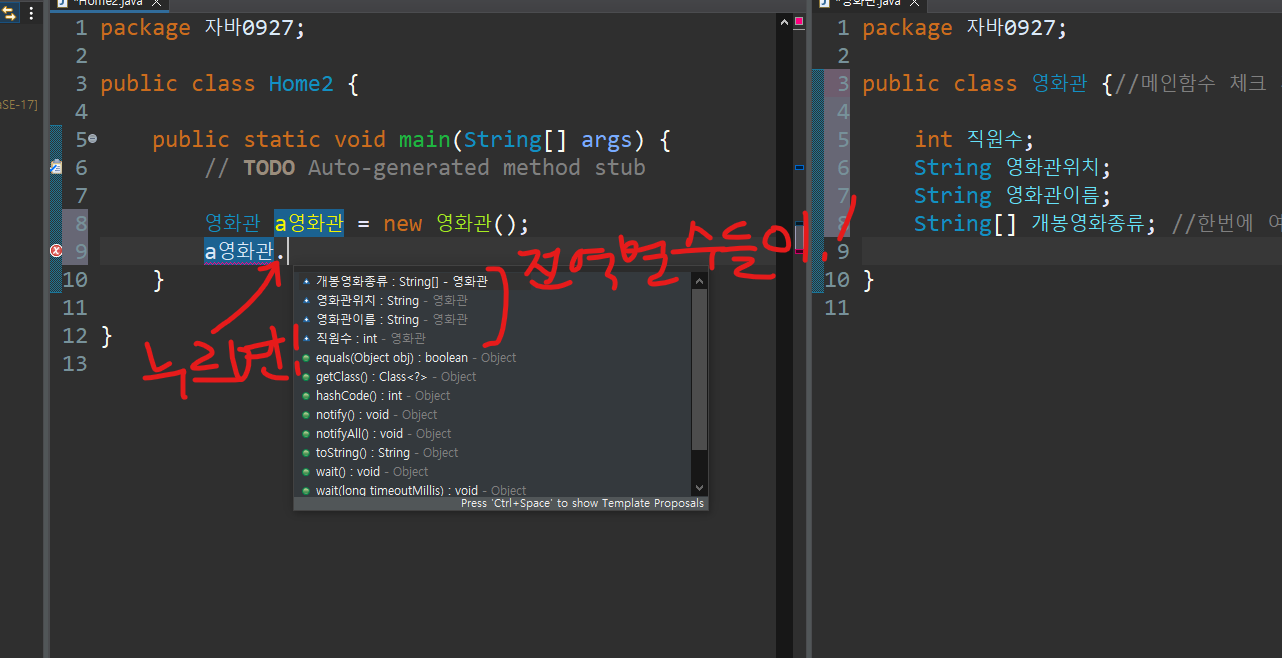 *Home2.java
1 package 자바0927;
2
3 public class Home2 {
4
5 public static void main(String[] args) {
6 // TODO Auto-generated method stub
7
8 영화관 a영화관 = new 영화관();
9 a영화관.
10 }
11
12 }
13
aSE-17]
누르면!
전역변수들이!
개봉영화종류 : String[] - 영화관
영화관위치 : String - 영화관
영화관이름 : String - 영화관
직원수 : int - 영화관
equals(Object obj) : boolean - Object
getClass() : Class<?> - Object
hashCode() : int - Object
notify() : void - Object
notifyAll() : void - Object
toString() : String - Object
wait() : void - Object
wait(long timeoutMillis) : void - Object
Press 'Ctrl+Space' to show Template Proposals
*영화관.java
1 package 자바0927;
2
3 public class 영화관 {//메인함수 체크
4
5 int 직원수;
6 String 영화관위치;
7 String 영화관이름;
8 String[] 개봉영화종류; //한번에 여
9
10 }
11